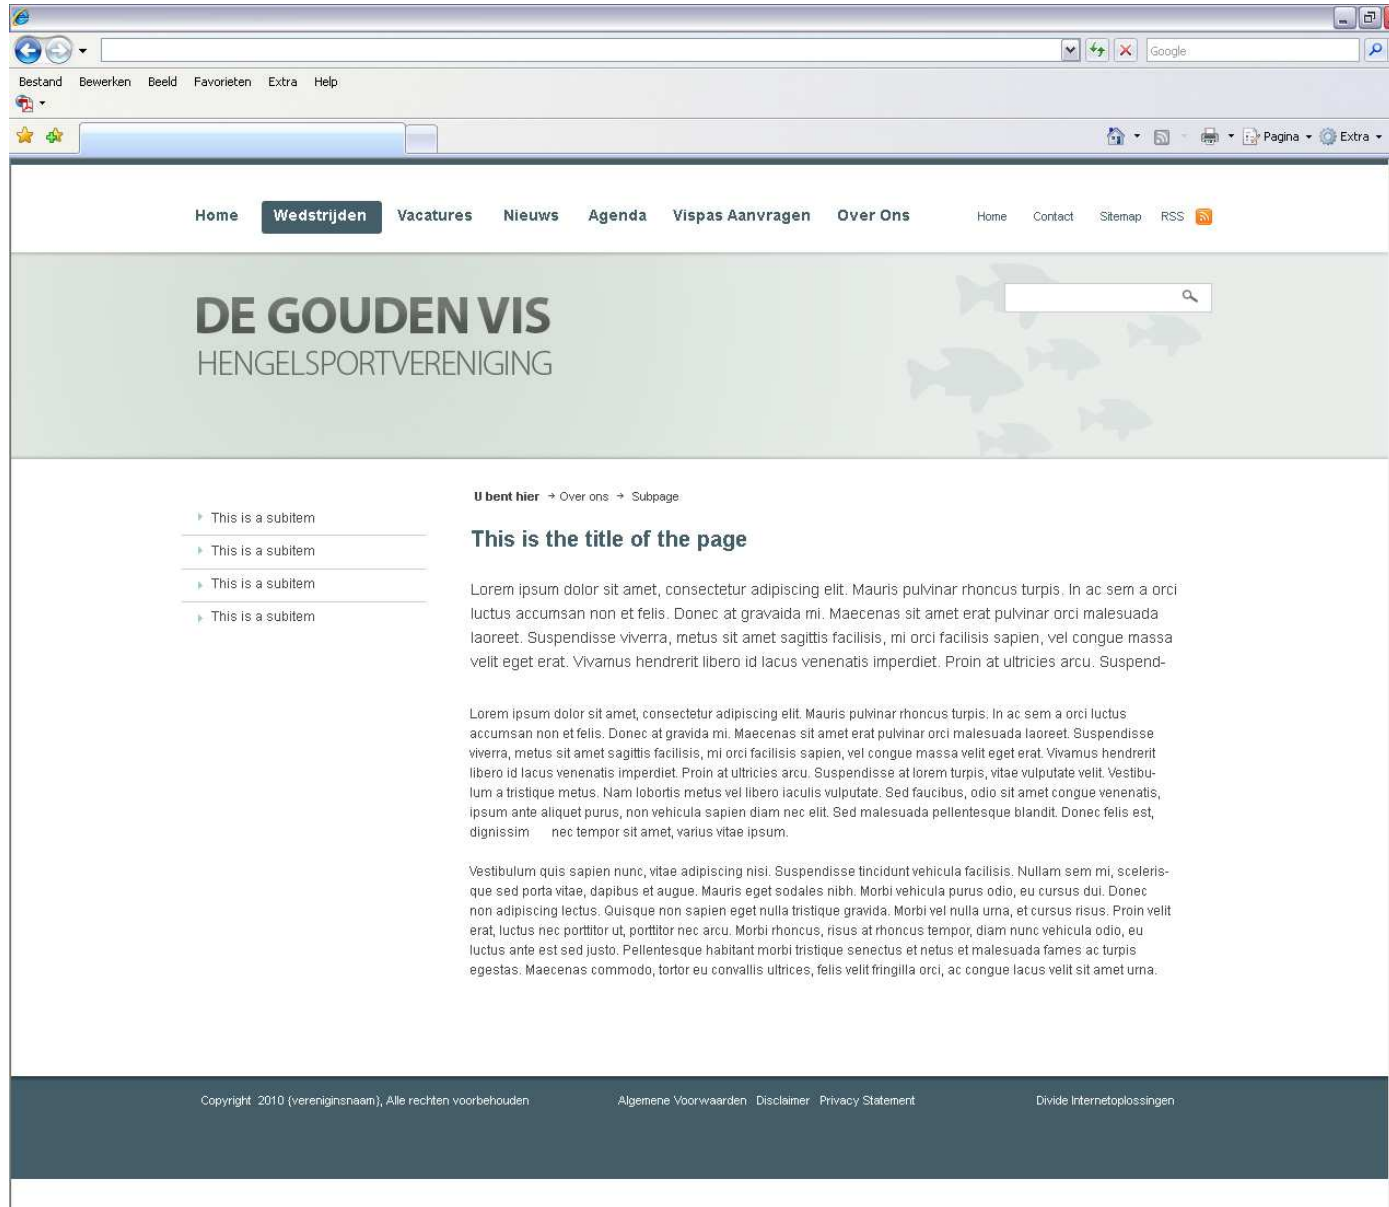 Google
Bestand Bewerken Beeld Favorieten Extra Help
Pagina Extra
Home Wedstrijden Vacatures Nieuws Agenda Vispas Aanvragen Over Ons Home Contact Sitemap RSS
DE GOUDEN VIS
HENGELSPORTVERENIGING
U bent hier → Over ons → Subpage
This is a subitem
This is a subitem
This is a subitem
This is a subitem
This is the title of the page
Lorem ipsum dolor sit amet, consectetur adipiscing elit. Mauris pulvinar rhoncus turpis. In ac sem a orci
luctus accumsan non et felis. Donec at gravaida mi. Maecenas sit amet erat pulvinar orci malesuada
laoreet. Suspendisse viverra, metus sit amet sagittis facilisis, mi orci facilisis sapien, vel congue massa
velit eget erat. Vivamus hendrerit libero id lacus venenatis imperdiet. Proin at ultricies arcu. Suspend-
Lorem ipsum dolor sit amet, consectetur adipiscing elit. Mauris pulvinar rhoncus turpis. In ac sem a orci luctus
accumsan non et felis. Donec at gravida mi. Maecenas sit amet erat pulvinar orci malesuada laoreet. Suspendisse
viverra, metus sit amet sagittis facilisis, mi orci facilisis sapien, vel congue massa velit eget erat. Vivamus hendrerit
libero id lacus venenatis imperdiet. Proin at ultricies arcu. Suspendisse at lorem turpis, vitae vulputate velit. Vestibu-
lum a tristique metus. Nam lobortis metus vel libero iaculis vulputate. Sed faucibus, odio sit amet congue venenatis,
ipsum ante aliquet purus, non vehicula sapien diam nec elit. Sed malesuada pellentesque blandit. Donec felis est,
dignissim nec tempor sit amet, varius vitae ipsum.
Vestibulum quis sapien nunc, vitae adipiscing nisi. Suspendisse tincidunt vehicula facilisis. Nullam sem mi, sceleris-
que sed porta vitae, dapibus et augue. Mauris eget sodales nibh. Morbi vehicula purus odio, eu cursus dui. Donec
non adipiscing lectus. Quisque non sapien eget nulla tristique gravida. Morbi vel nulla urna, et cursus risus. Proin velit
erat, luctus nec porttitor ut, porttitor nec arcu. Morbi rhoncus, risus at rhoncus tempor, diam nunc vehicula odio, eu
luctus ante est sed justo. Pellentesque habitant morbi tristique senectus et netus et malesuada fames ac turpis
egestas. Maecenas commodo, tortor eu convallis ultrices, felis velit fringilla orci, ac congue lacus velit sit amet urna.
Copyright 2010 {vereniginsnaam}, Alle rechten voorbehouden Algemene Voorwaarden Disclaimer Privacy Statement Divide Internetoplossingen